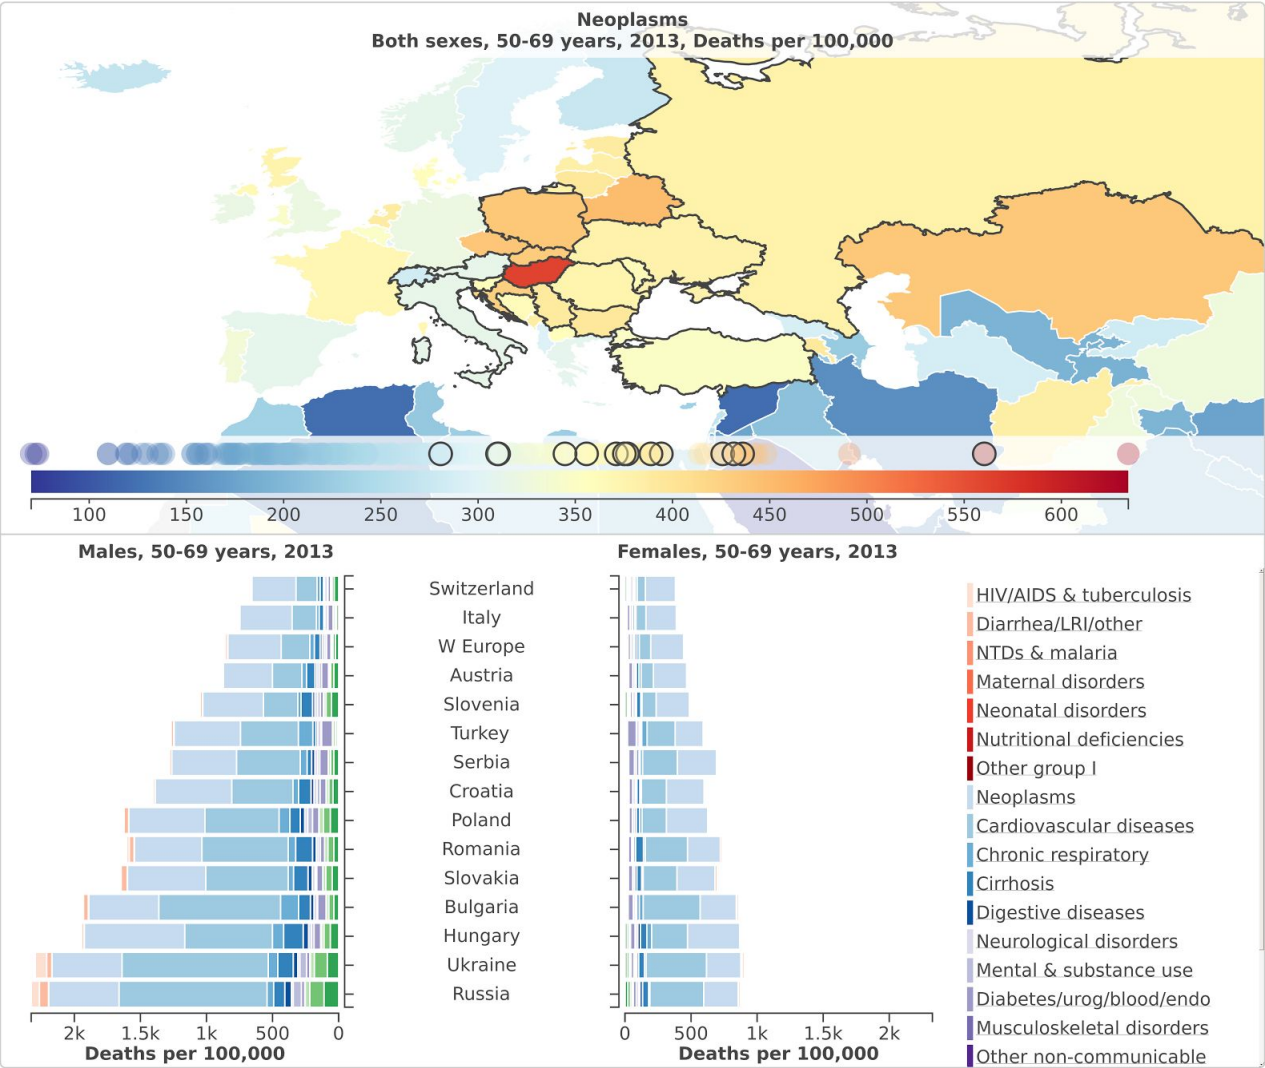 Neoplasms
Both sexes, 50-69 years, 2013, Deaths per 100,000
100 150 200 250 300 350 400 450 500 550 600
Males, 50-69 years, 2013
Females, 50-69 years, 2013
Switzerland
Italy
W Europe
Austria
Slovenia
Turkey
Serbia
Croatia
Poland
Romania
Slovakia
Bulgaria
Hungary
Ukraine
Russia
2k 1.5k 1k 500 0
Deaths per 100,000
0 500 1k 1.5k 2k
Deaths per 100,000
HIV/AIDS & tuberculosis
Diarrhea/LRI/other
NTDs & malaria
Maternal disorders
Neonatal disorders
Nutritional deficiencies
Other group I
Neoplasms
Cardiovascular diseases
Chronic respiratory
Cirrhosis
Digestive diseases
Neurological disorders
Mental & substance use
Diabetes/urog/blood/endo
Musculoskeletal disorders
Other non-communicable